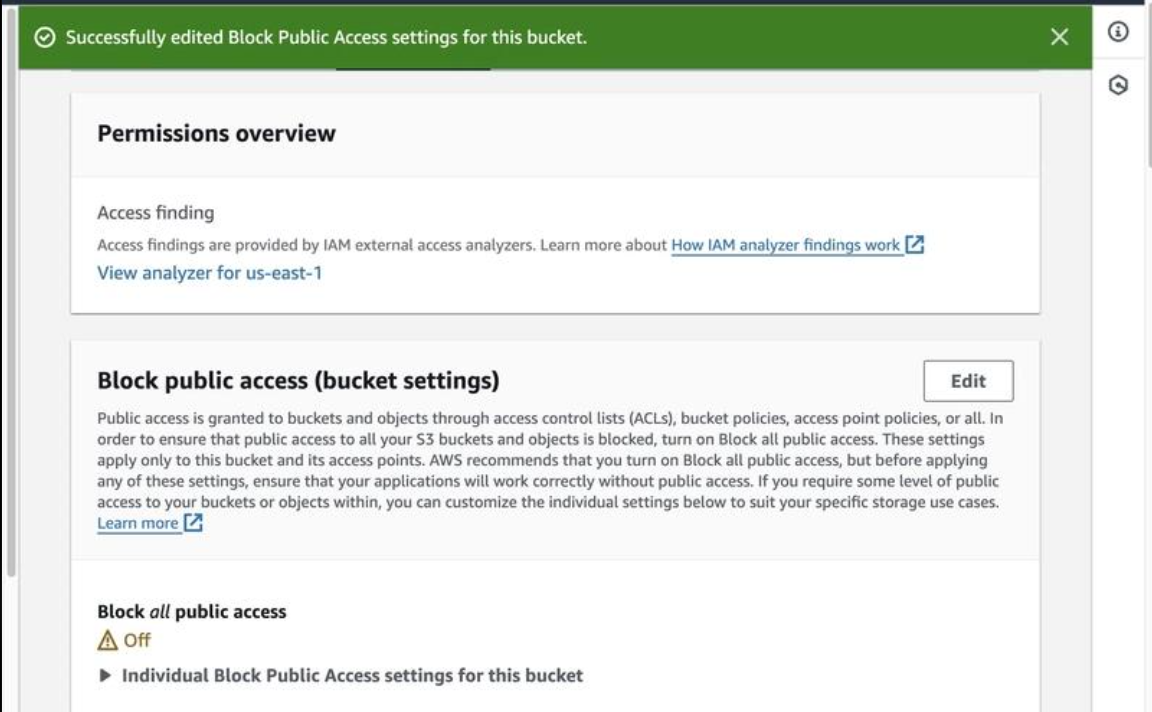 Successfully edited Block Public Access settings for this bucket.
Permissions overview
Access finding
Access findings are provided by IAM external access analyzers. Learn more about How IAM analyzer findings work
View analyzer for us-east-1
Block public access (bucket settings)
Edit
Public access is granted to buckets and objects through access control lists (ACLs), bucket policies, access point policies, or all. In
order to ensure that public access to all your S3 buckets and objects is blocked, turn on Block all public access. These settings
apply only to this bucket and its access points. AWS recommends that you turn on Block all public access, but before applying
any of these settings, ensure that your applications will work correctly without public access. If you require some level of public
access to your buckets or objects within, you can customize the individual settings below to suit your specific storage use cases.
Learn more
Block all public access
Off
Individual Block Public Access settings for this bucket